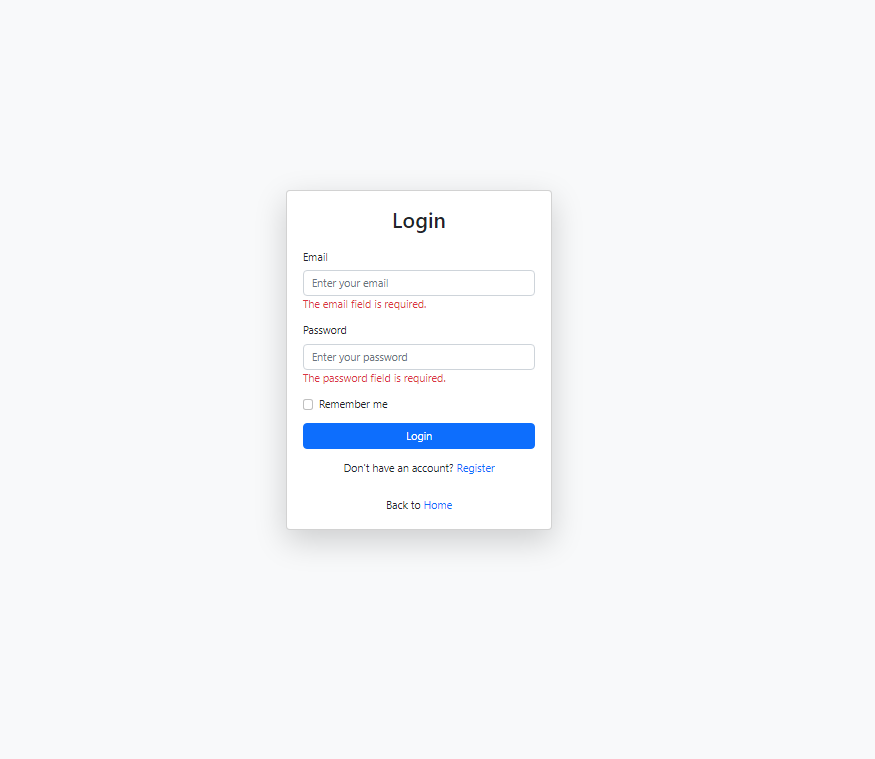 Login
Email
Enter your email
The email field is required.
Password
Enter your password
The password field is required.
Remember me
Login
Don't have an account? Register
Back to Home